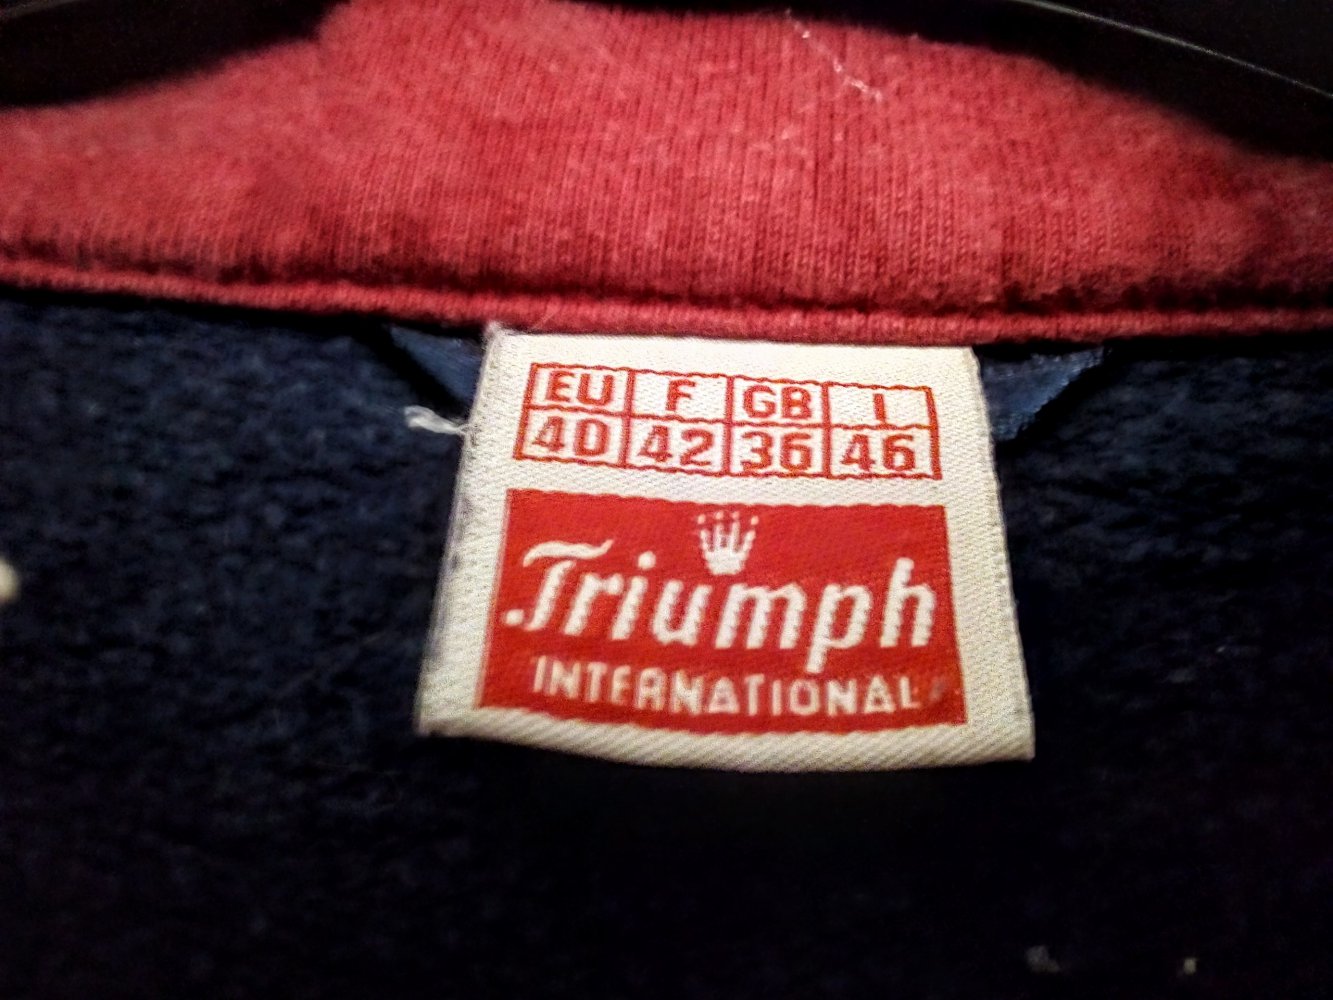 EU F GB I
40 42 36 46
Triumph
INTERNATIONAL